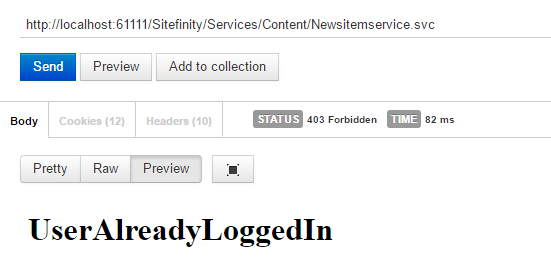 http://localhost:61111/Sitefinity/Services/Content/Newsitemservice.svc
Send Preview Add to collection
Body Cookies (12) Headers (10) STATUS 403 Forbidden TIME 82 ms
Pretty Raw Preview
UserAlreadyLoggedIn